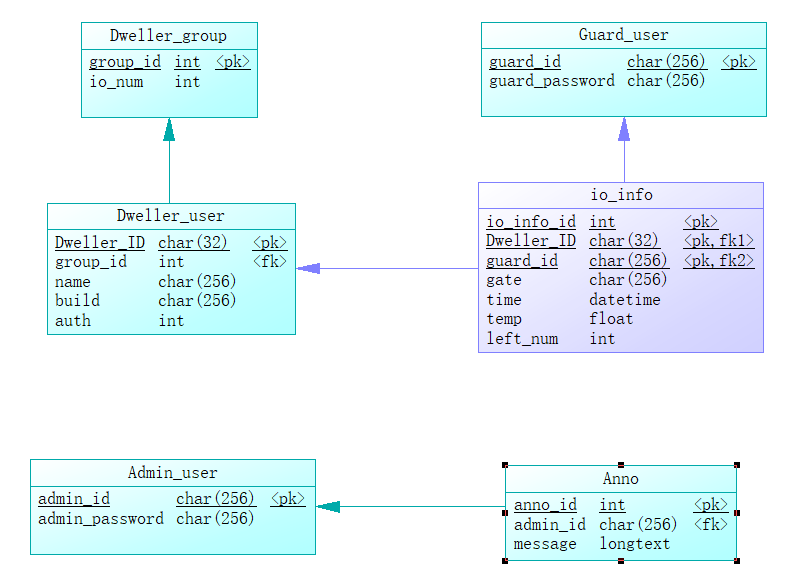 Dweller_group
group_id int <pk>
io_num int
Guard_user
guard_id char(256) <pk>
guard_password char(256)
Dweller_user
Dweller_ID char(32) <pk>
group_id int <fk>
name char(256)
build char(256)
auth int
io_info
io_info_id int <pk>
Dweller_ID char(32) <pk,fk1>
guard_id char(256) <pk,fk2>
gate char(256)
time datetime
temp float
left_num int
Admin_user
admin_id char(256) <pk>
admin_password char(256)
Anno
anno_id int <pk>
admin_id char(256) <fk>
message longtext